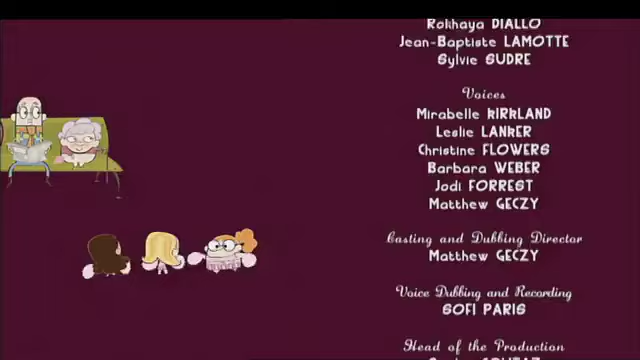 Rokhaya DIALLO
Jean-Baptiste LAMOTTE
Sylvie SUDRE
Voices
Mirabelle KIRKLAND
Leslie LANKER
Christine FLOWERS
Barbara WEBER
Jodi FORREST
Matthew GECZY
Casting and Dubbing Director
Matthew GECZY
Voice Dubbing and Recording
SOFI PARIS
Head of the Production